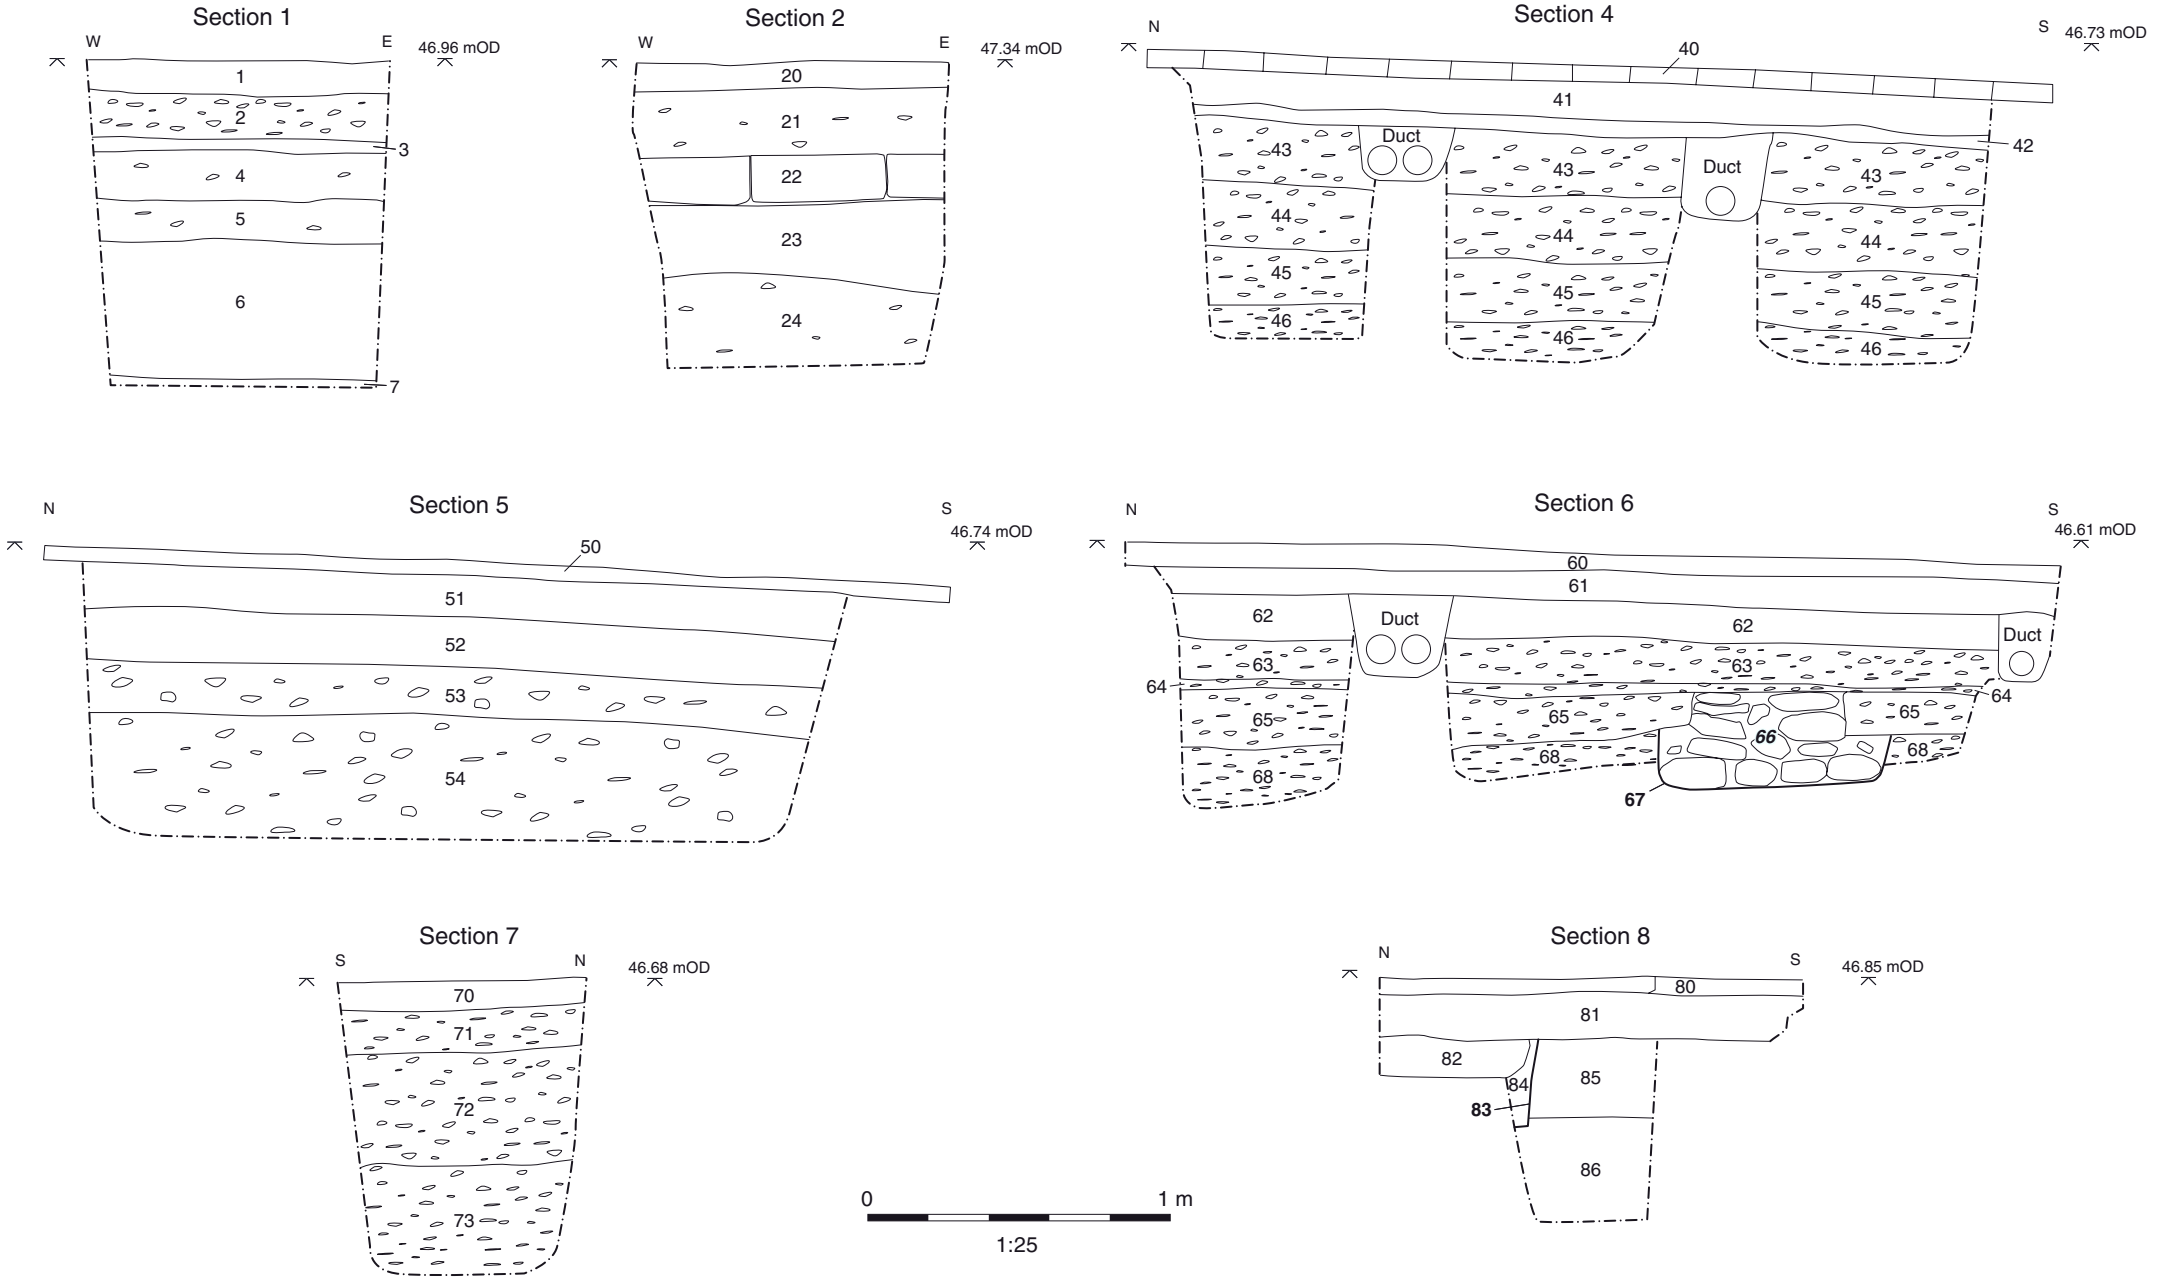 Section 1
W E 46.96 mOD
1
2
3
4
5
6
7
Section 2
W E 47.34 mOD
20
21
22
23
24
Section 4
N S 46.73 mOD
40
41
42
Duct Duct
43 43 43
44 44 44
45 45 45
46 46 46
Section 5
N S 46.74 mOD
50
51
52
53
54
Section 6
N S 46.61 mOD
60
61
62 Duct 62 Duct
63 63
64 64
65 65 65
66
68 68 68
67
Section 7
S N 46.68 mOD
70
71
72
73
0 1 m
1:25
Section 8
N S 46.85 mOD
80
81
82
84 85
83
86